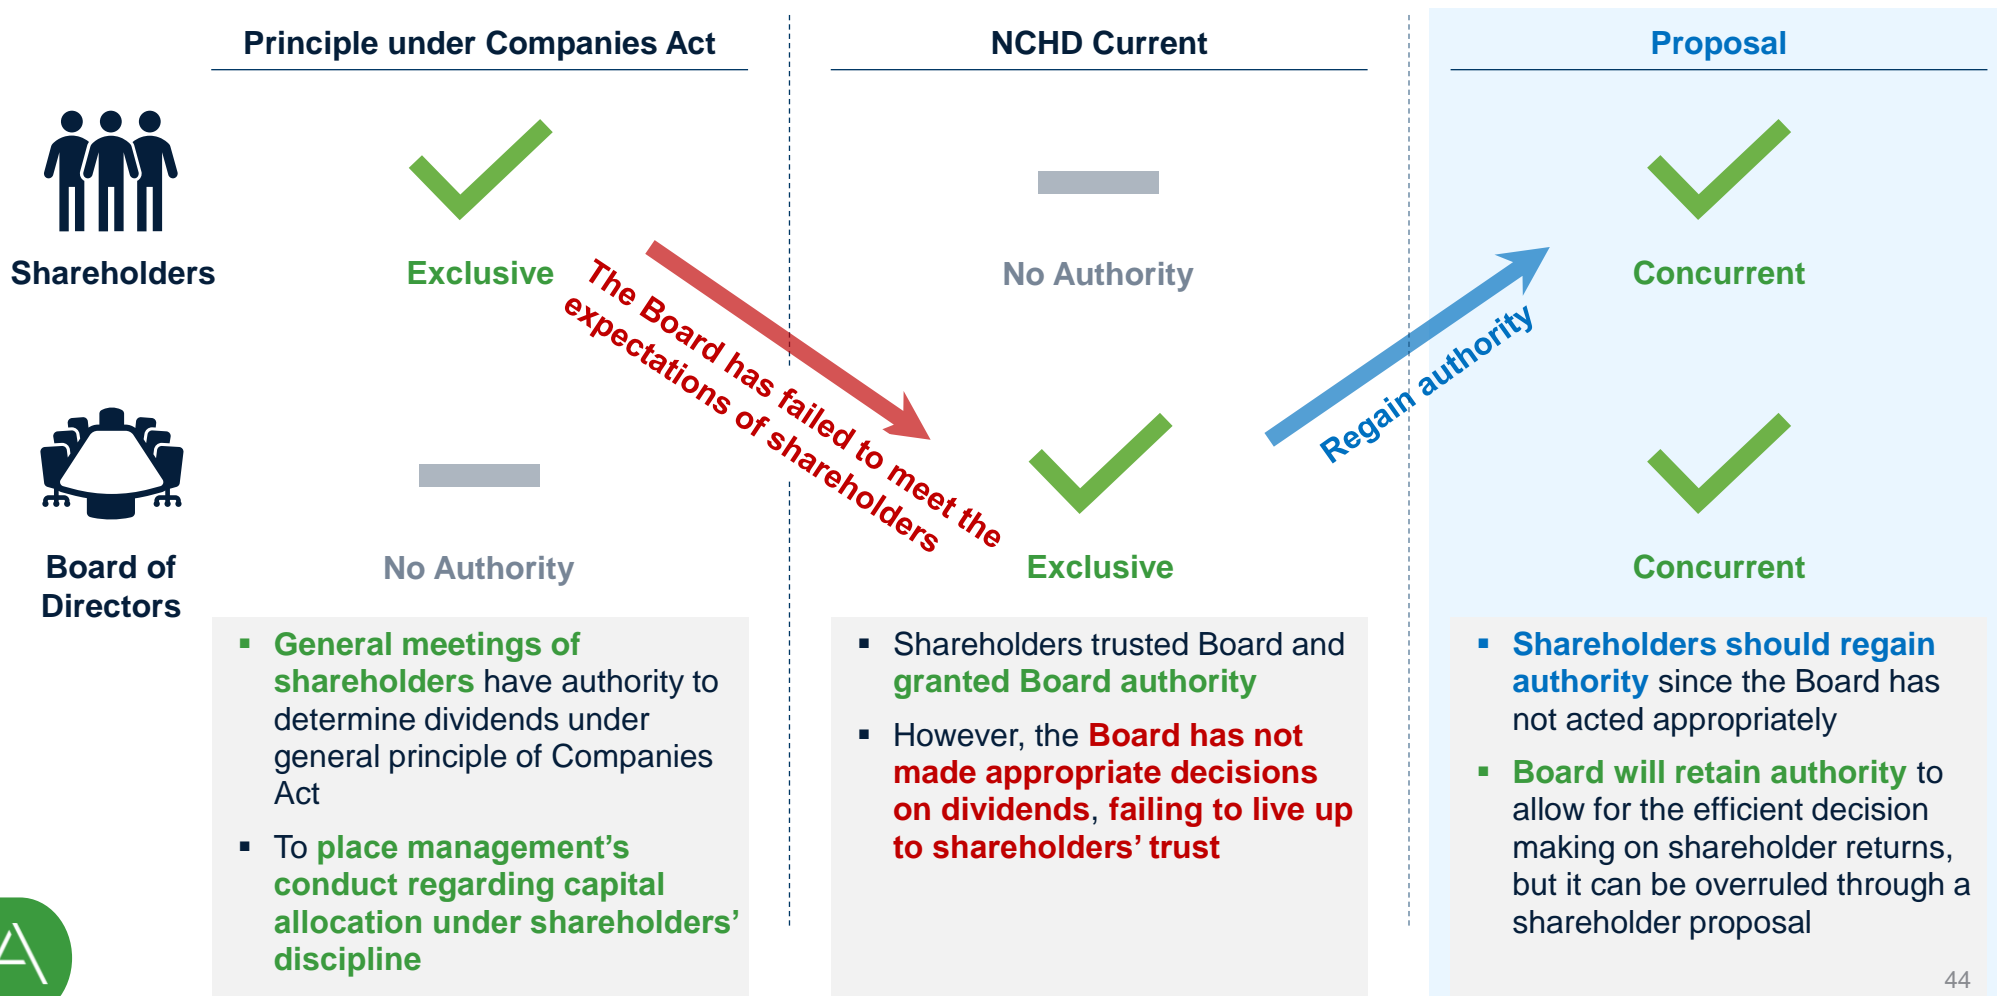 Principle under Companies Act
NCHD Current
Proposal
Shareholders
Exclusive
No Authority
Concurrent
The Board has failed to meet the
expectations of shareholders
Regain authority
Board of
Directors
No Authority
Exclusive
Concurrent
▪ General meetings of
shareholders have authority to
determine dividends under
general principle of Companies
Act
▪ To place management’s
conduct regarding capital
allocation under shareholders’
discipline
▪ Shareholders trusted Board and
granted Board authority
▪ However, the Board has not
made appropriate decisions
on dividends, failing to live up
to shareholders’ trust
▪ Shareholders should regain
authority since the Board has
not acted appropriately
▪ Board will retain authority to
allow for the efficient decision
making on shareholder returns,
but it can be overruled through a
shareholder proposal
44